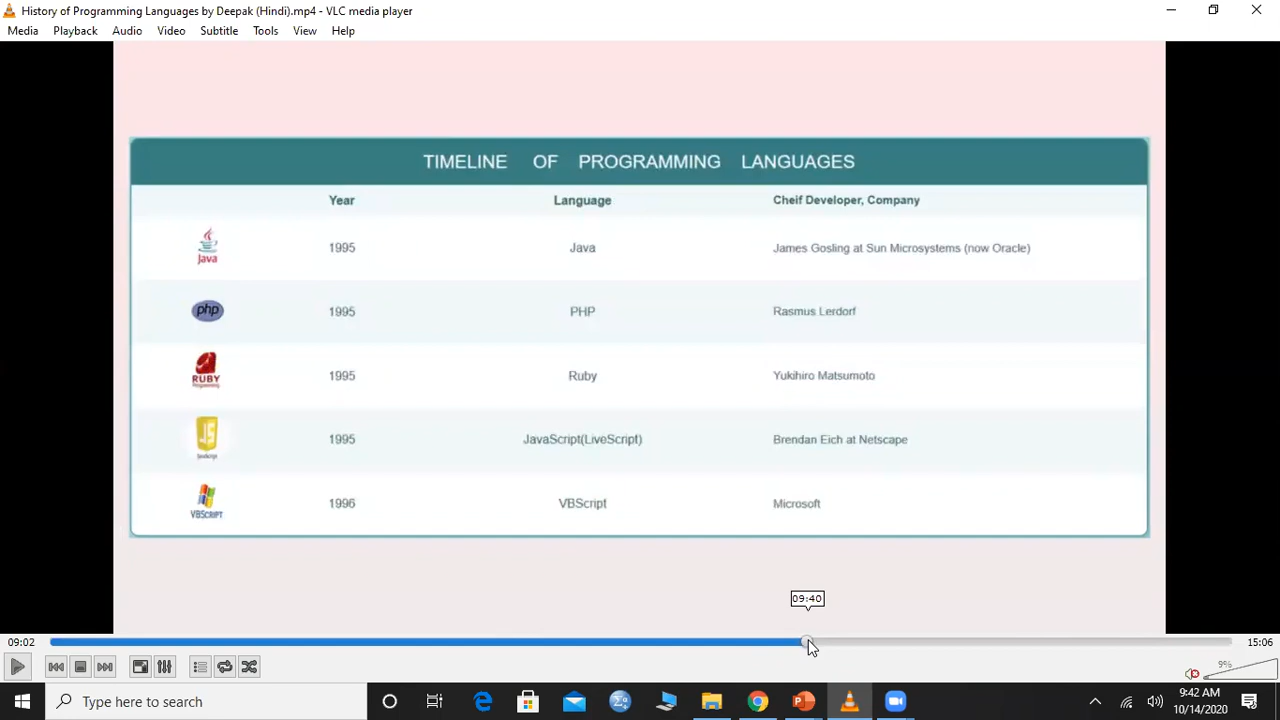 History of Programming Languages by Deepak (Hindi).mp4 - VLC media player
Media Playback Audio Video Subtitle Tools View Help
TIMELINE OF PROGRAMMING LANGUAGES
Year Language Cheif Developer, Company
Java 1995 Java James Gosling at Sun Microsystems (now Oracle)
php 1995 PHP Rasmus Lerdorf
RUBY Programming 1995 Ruby Yukihiro Matsumoto
JS JavaScript 1995 JavaScript(LiveScript) Brendan Eich at Netscape
VBSCRIPT 1996 VBScript Microsoft
09:40
09:02 15:06
9%
Type here to search
9:42 AM
10/14/2020